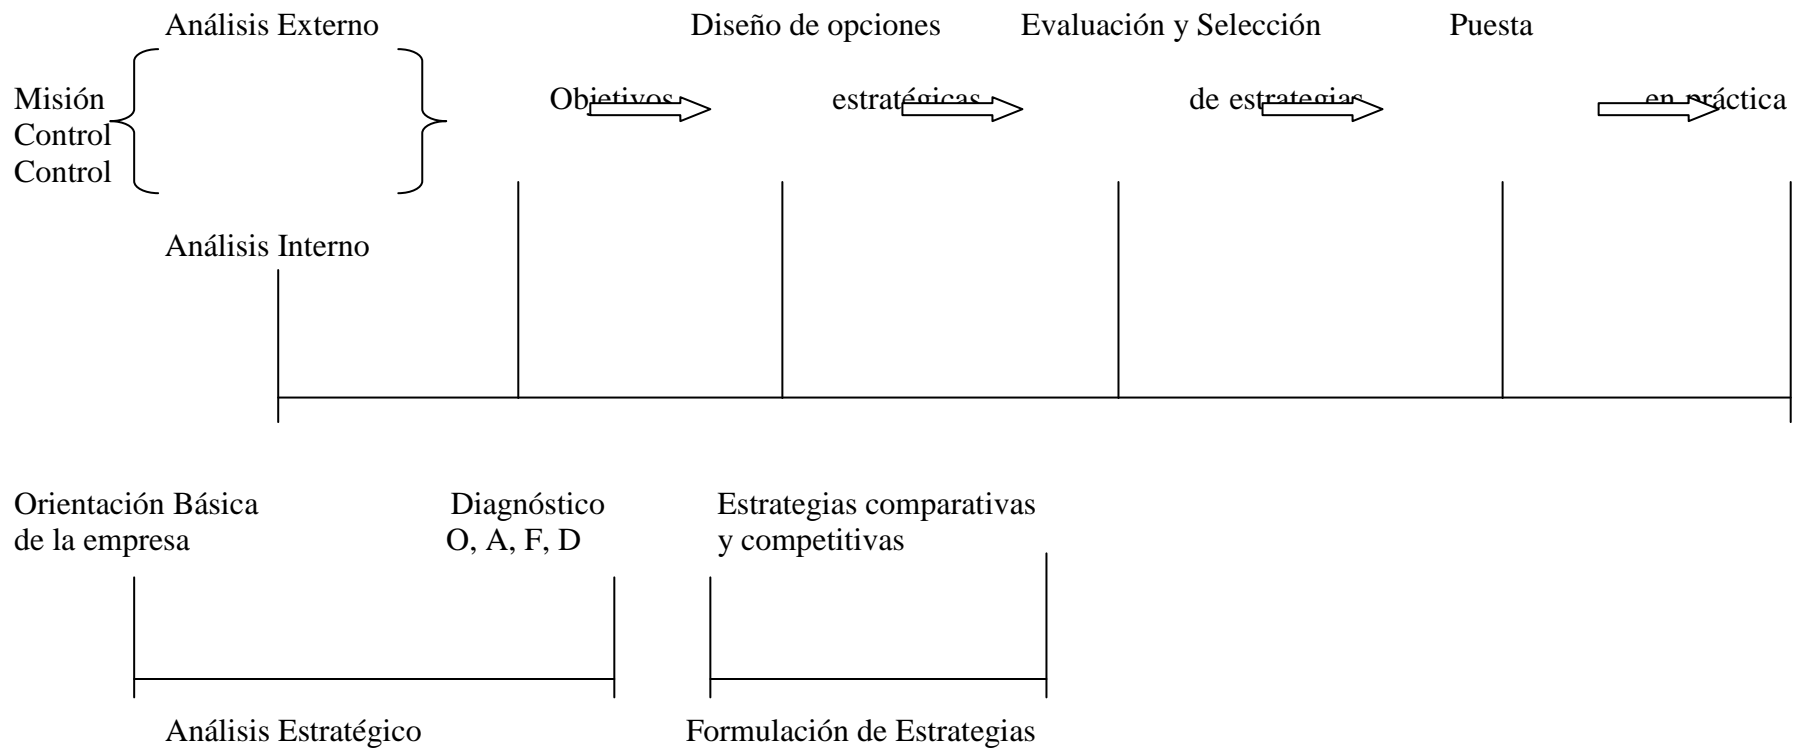 Análisis Externo Diseño de opciones Evaluación y Selección Puesta
Misión Objetivos estratégicas de estrategias en práctica
Control
Control
Análisis Interno
Orientación Básica Diagnóstico Estrategias comparativas
de la empresa O, A, F, D y competitivas
Análisis Estratégico Formulación de Estrategias